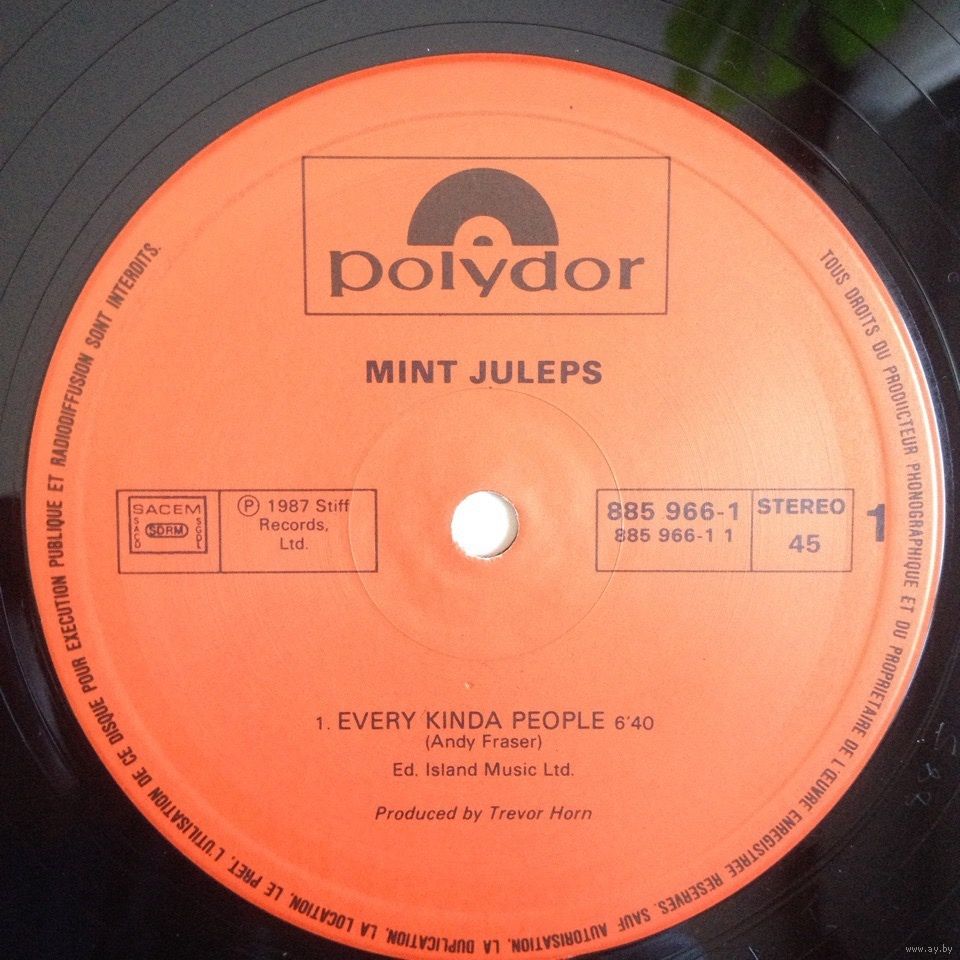 polydor
MINT JULEPS
SACEM
SACD
SDRM
SGDL
℗ 1987 Stiff
Records,
Ltd.
885 966-1
885 966-1 1
STEREO
45
1
1. EVERY KINDA PEOPLE 6'40
(Andy Fraser)
Ed. Island Music Ltd.
Produced by Trevor Horn
TOUS DROITS DU PRODUCTEUR PHONOGRAPHIQUE ET DU PROPRIETAIRE DE L'ŒUVRE ENREGISTREE RESERVES. SAUF AUTORISATION, LA DUPLICATION, LA LOCATION, LE PRET, L'UTILISATION DE CE DISQUE POUR EXECUTION PUBLIQUE ET RADIODIFFUSION SONT INTERDITS.
www.ay.by